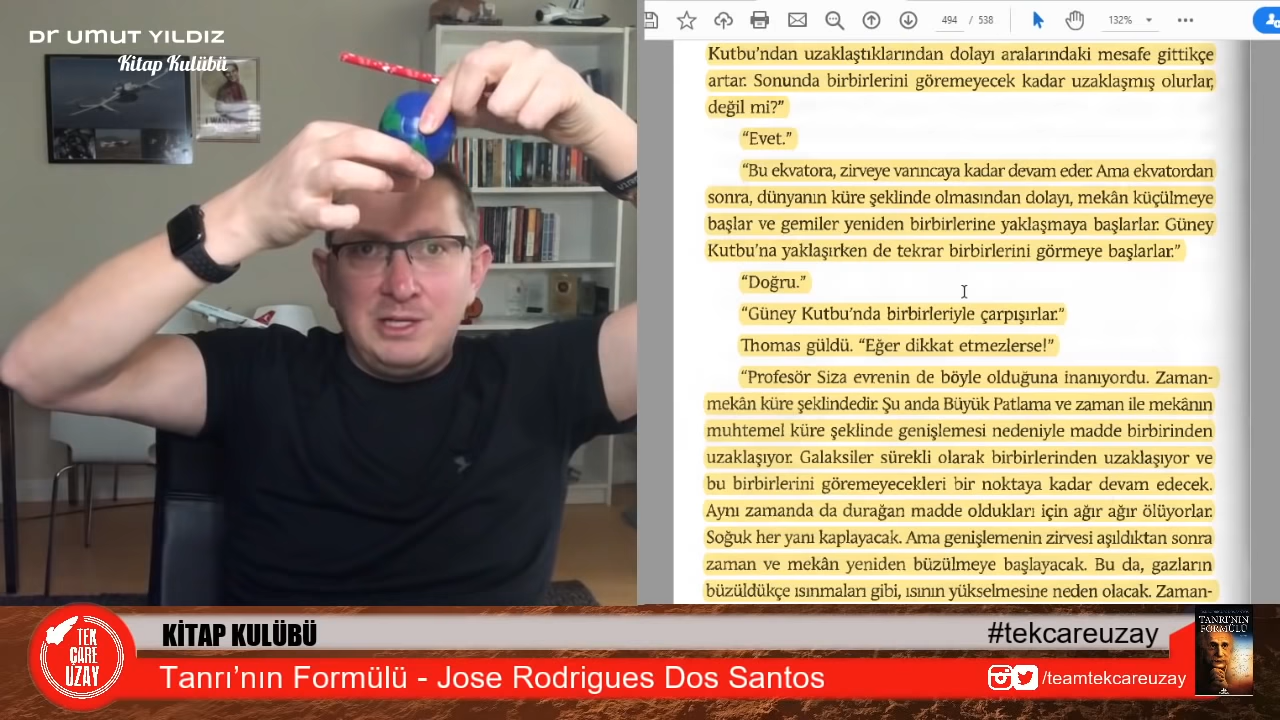 Dr UMUT YILDIZ
Kitap Kulübü
494 / 538
132%
Kutbu’ndan uzaklaştıklarından dolayı aralarındaki mesafe gittikçe
artar. Sonunda birbirlerini göremeyecek kadar uzaklaşmış olurlar,
değil mi?”
“Evet.”
“Bu ekvatora, zirveye varıncaya kadar devam eder. Ama ekvatordan
sonra, dünyanın küre şeklinde olmasından dolayı, mekân küçülmeye
başlar ve gemiler yeniden birbirlerine yaklaşmaya başlarlar. Güney
Kutbu’na yaklaşırken de tekrar birbirlerini görmeye başlarlar.”
“Doğru.”
“Güney Kutbu’nda birbirleriyle çarpışırlar.”
Thomas güldü. “Eğer dikkat etmezlerse!”
“Profesör Siza evrenin de böyle olduğuna inanıyordu. Zaman-
mekân küre şeklindedir. Şu anda Büyük Patlama ve zaman ile mekânın
muhtemel küre şeklinde genişlemesi nedeniyle madde birbirinden
uzaklaşıyor. Galaksiler sürekli olarak birbirlerinden uzaklaşıyor ve
bu birbirlerini göremeyecekleri bir noktaya kadar devam edecek.
Aynı zamanda da durağan madde oldukları için ağır ağır ölüyorlar.
Soğuk her yanı kaplayacak. Ama genişlemenin zirvesi aşıldıktan sonra
zaman ve mekân yeniden büzülmeye başlayacak. Bu da, gazların
büzüldükçe ısınmaları gibi, ısının yükselmesine neden olacak. Zaman-
TEK
ÇARE
UZAY
KİTAP KULÜBÜ
#tekcareuzay
Tanrı’nın Formülü - Jose Rodrigues Dos Santos
/teamtekcareuzay
TANRI'NIN
FORMÜLÜ